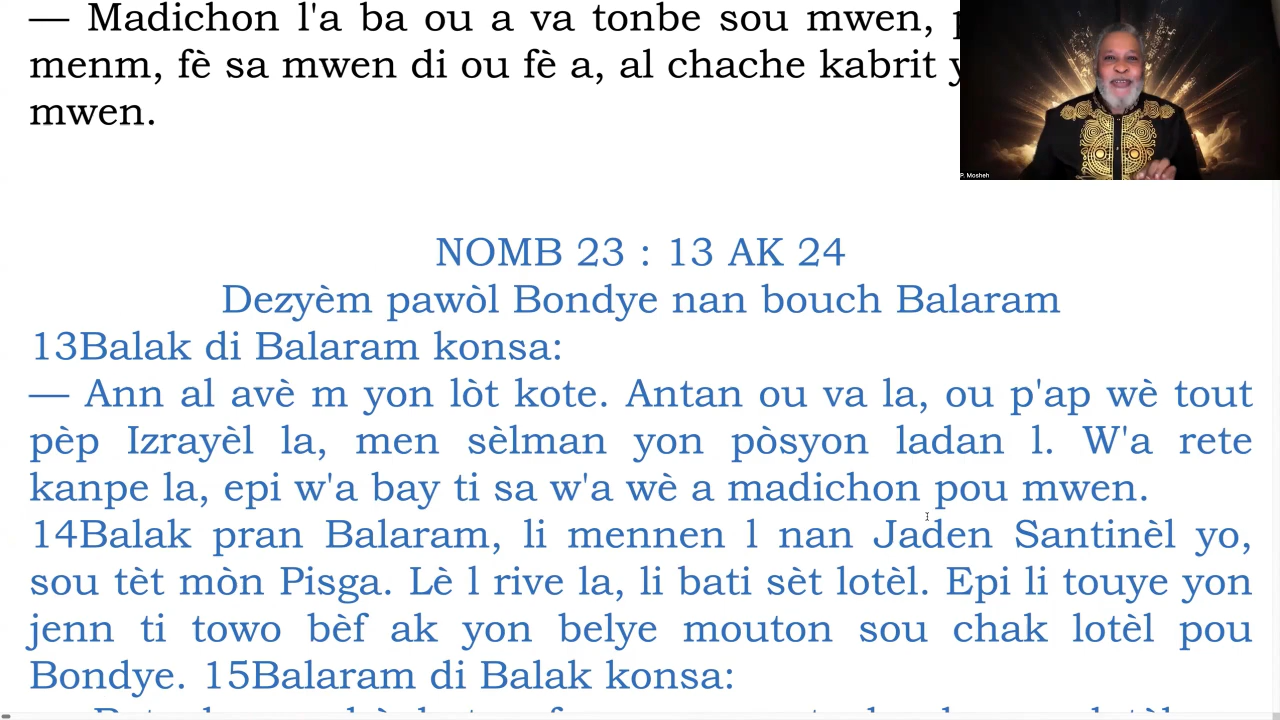 — Madichon l'a ba ou a va tonbe sou mwen,
menm, fè sa mwen di ou fè a, al chache kabrit
mwen.
P. Mosheh
NOMB 23 : 13 AK 24
Dezyèm pawòl Bondye nan bouch Balaram
13Balak di Balaram konsa:
— Ann al avè m yon lòt kote. Antan ou va la, ou p'ap wè tout
pèp Izrayèl la, men sèlman yon pòsyon ladan l. W'a rete
kanpe la, epi w'a bay ti sa w'a wè a madichon pou mwen.
14Balak pran Balaram, li mennen l nan Jaden Santinèl yo,
sou tèt mòn Pisga. Lè l rive la, li bati sèt lotèl. Epi li touye yon
jenn ti towo bèf ak yon belye mouton sou chak lotèl pou
Bondye. 15Balaram di Balak konsa: